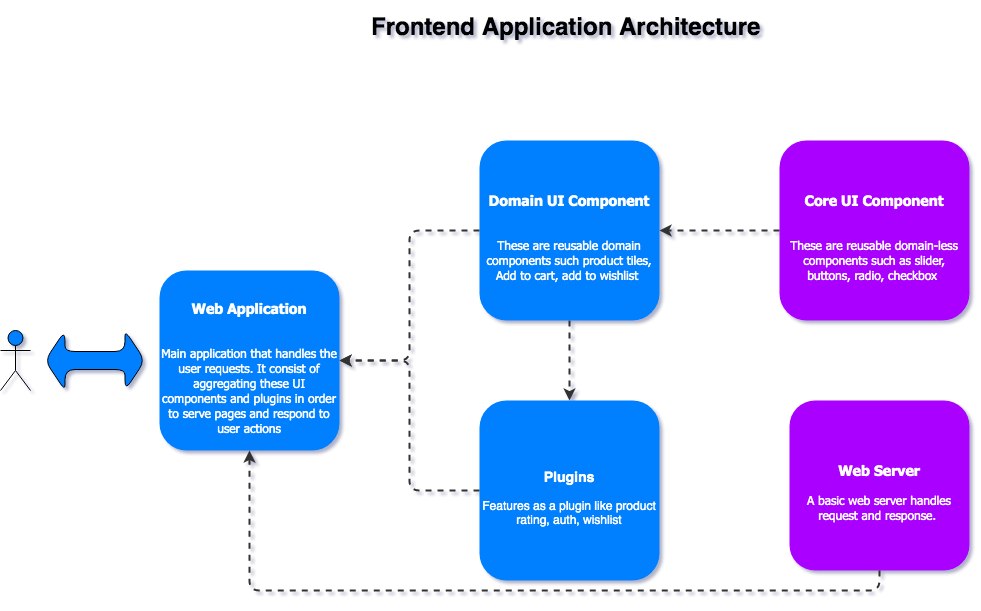 Frontend Application Architecture
Domain UI Component
These are reusable domain
components such product tiles,
Add to cart, add to wishlist
Core UI Component
These are reusable domain-less
components such as slider,
buttons, radio, checkbox
Web Application
Main application that handles the
user requests. It consist of
aggregating these UI
components and plugins in order
to serve pages and respond to
user actions
Plugins
Features as a plugin like product
rating, auth, wishlist
Web Server
A basic web server handles
request and response.